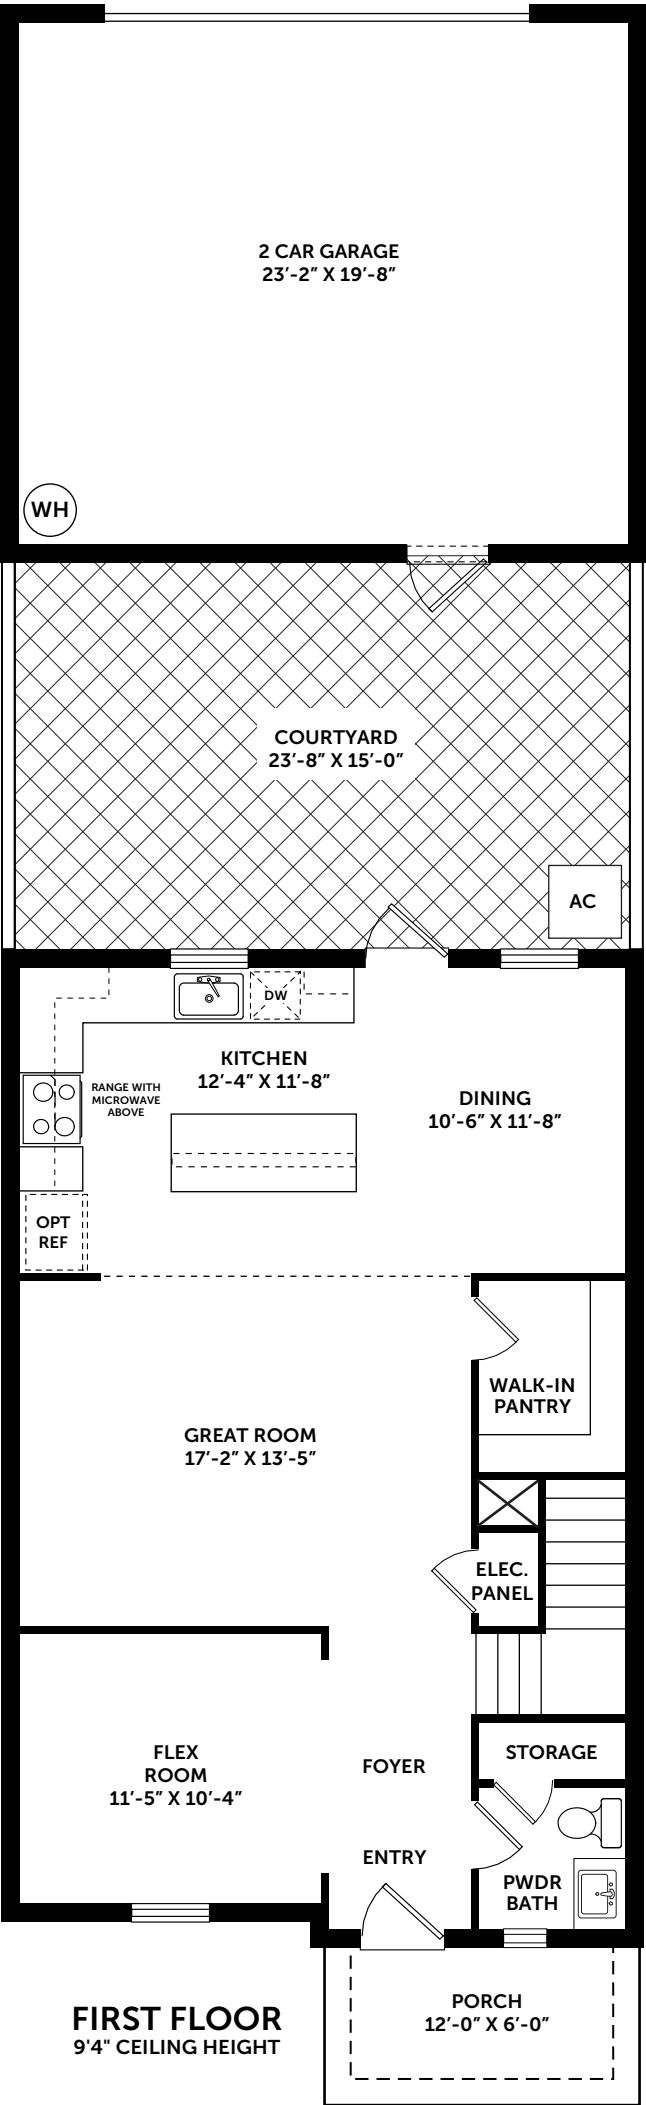 2 CAR GARAGE
23′-2″ X 19′-8″
WH
COURTYARD
23′-8″ X 15′-0″
AC
DW
KITCHEN
12′-4″ X 11′-8″
RANGE WITH
MICROWAVE
ABOVE
DINING
10′-6″ X 11′-8″
OPT
REF
WALK-IN
PANTRY
GREAT ROOM
17′-2″ X 13′-5″
ELEC.
PANEL
FLEX
ROOM
11′-5″ X 10′-4″
FOYER
STORAGE
ENTRY
PWDR
BATH
PORCH
12′-0″ X 6′-0″
FIRST FLOOR
9'4" CEILING HEIGHT